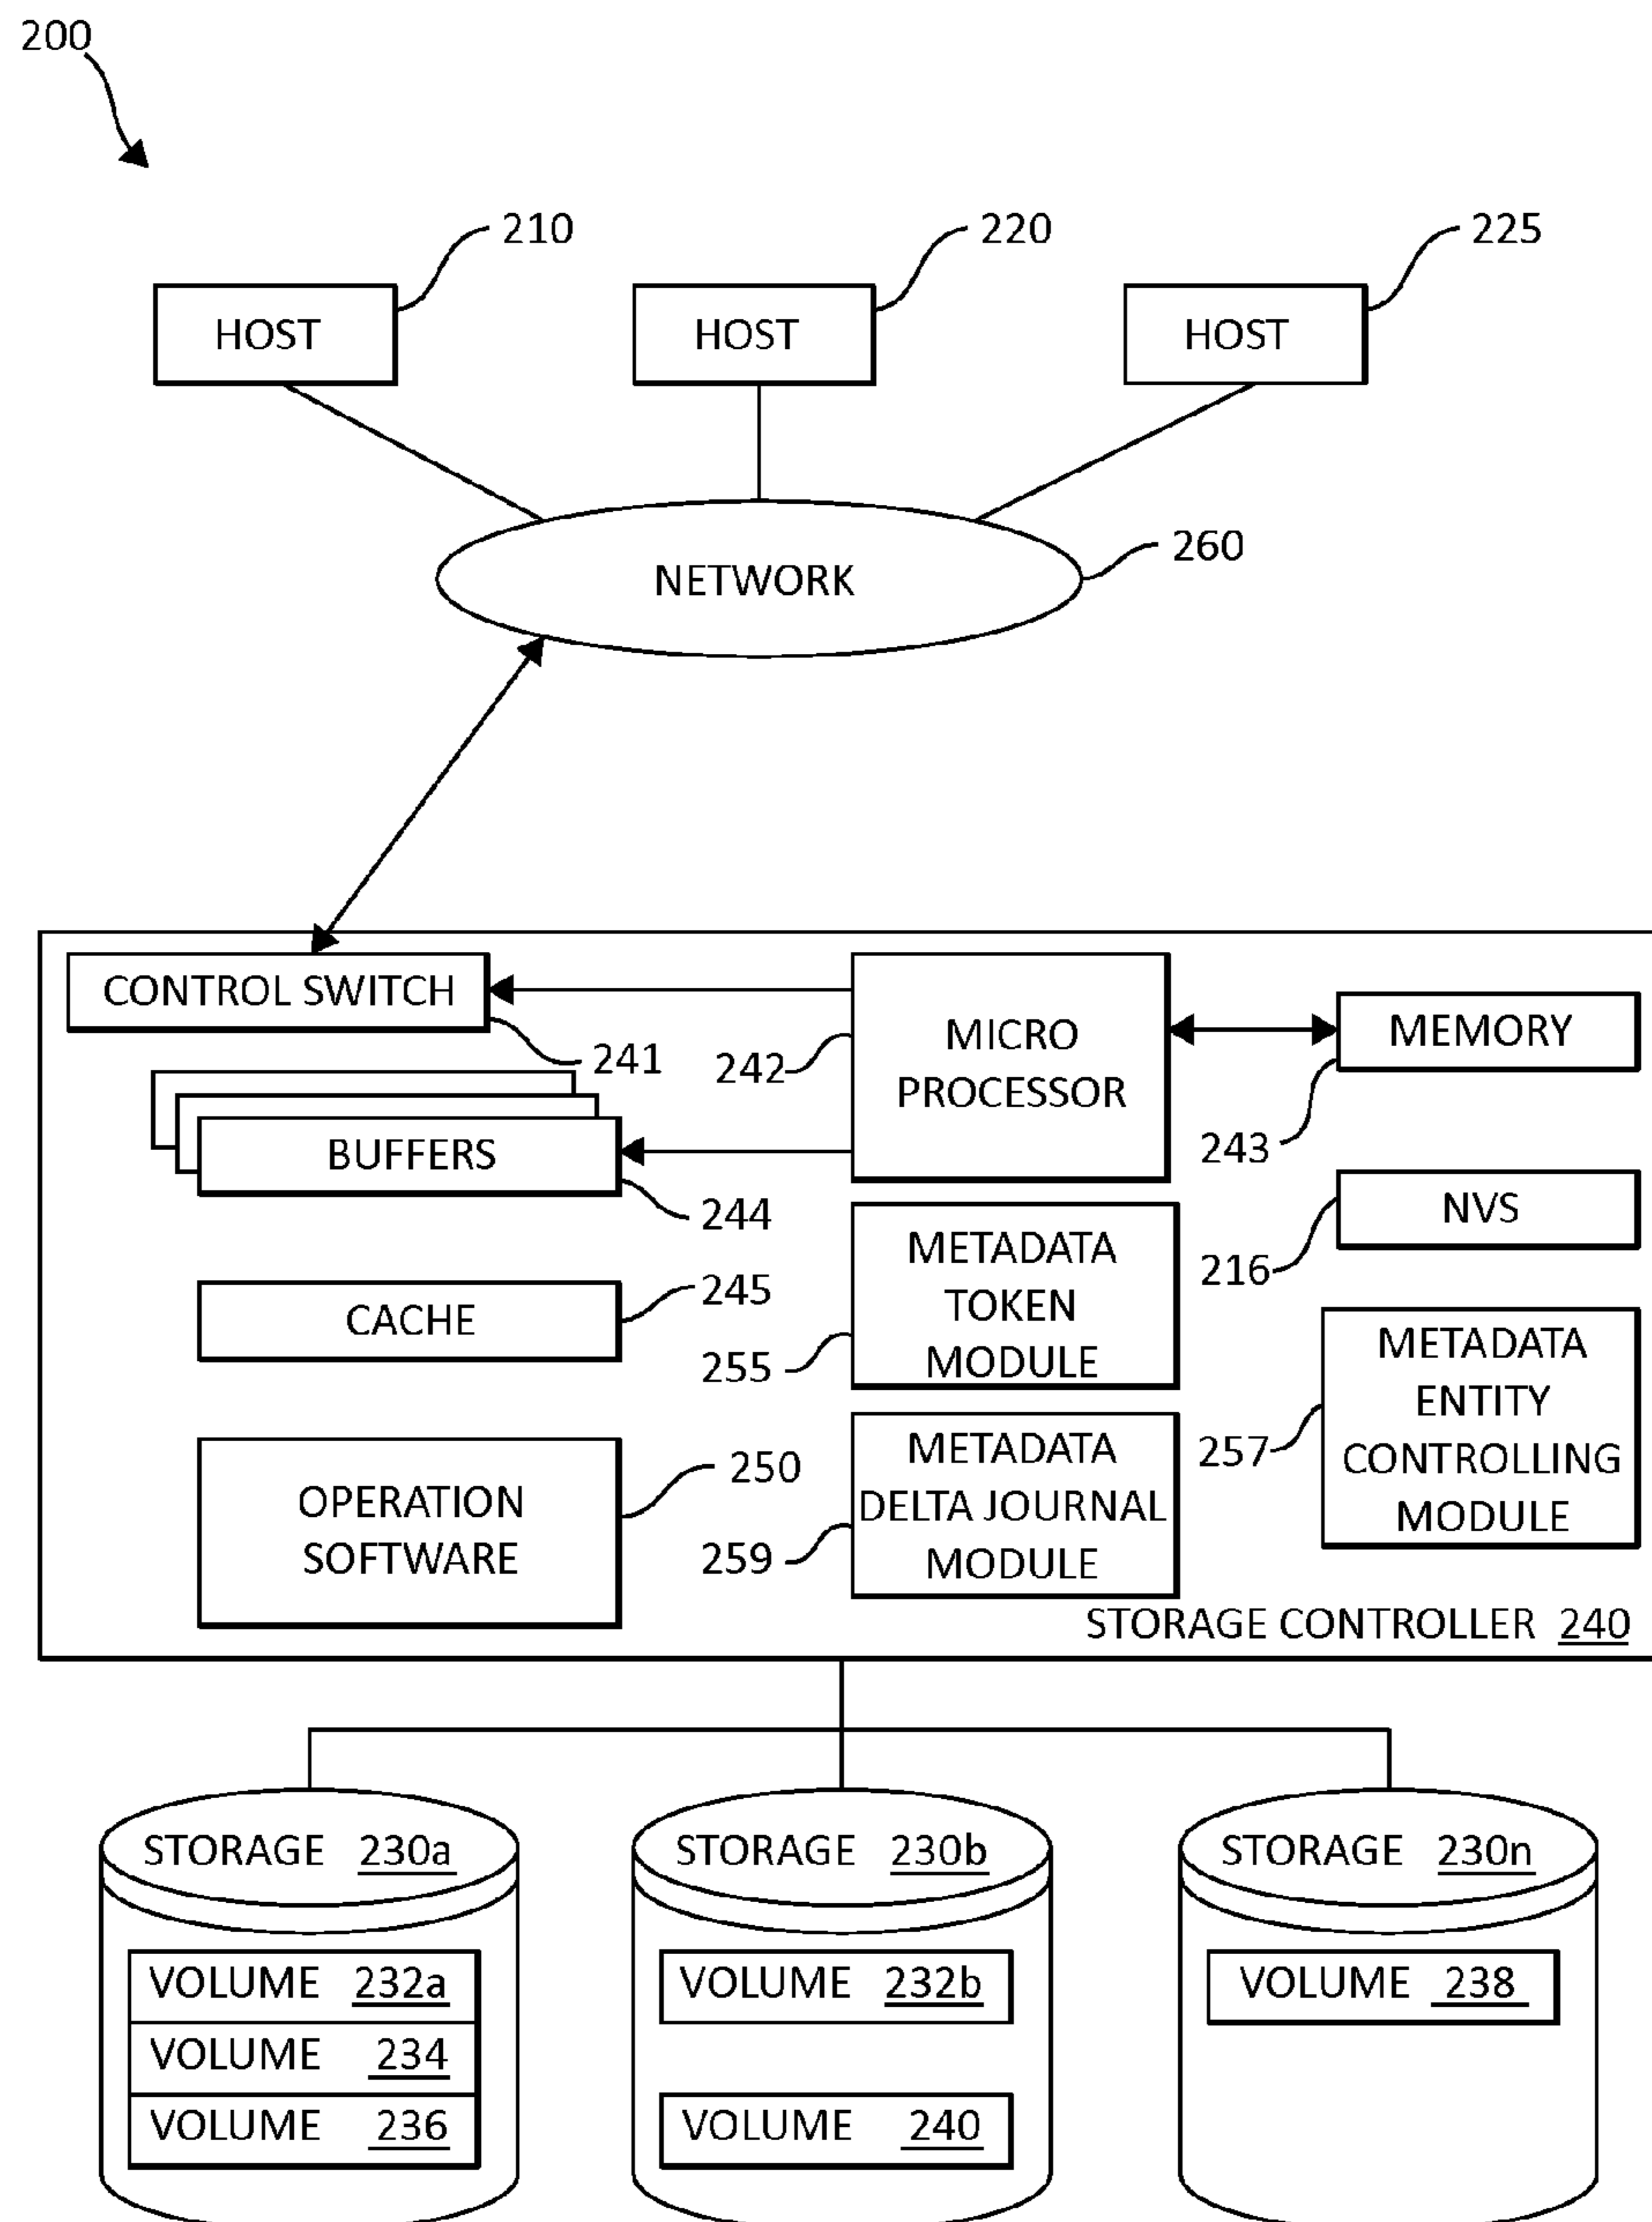 200
210
220
225
HOST
HOST
HOST
260
NETWORK
CONTROL SWITCH
241
242
MICRO
PROCESSOR
MEMORY
243
BUFFERS
244
NVS
216
CACHE
245
METADATA
TOKEN
MODULE
255
METADATA
ENTITY
CONTROLLING
MODULE
257
OPERATION
SOFTWARE
250
METADATA
DELTA JOURNAL
MODULE
259
STORAGE CONTROLLER 240
STORAGE 230a
VOLUME 232a
VOLUME 234
VOLUME 236
STORAGE 230b
VOLUME 232b
VOLUME 240
STORAGE 230n
VOLUME 238